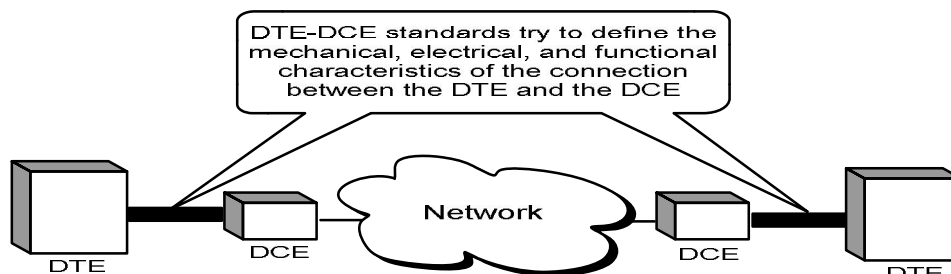 DTE-DCE standards try to define the
mechanical, electrical, and functional
characteristics of the connection
between the DTE and the DCE
Network
DCE
DCE
DTE
DTE